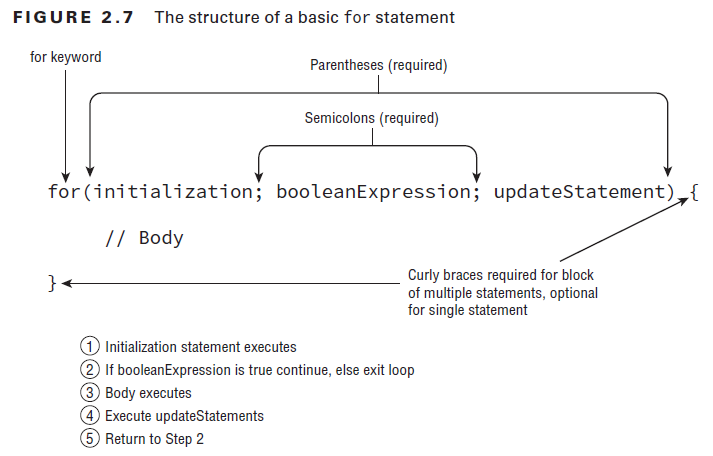 FIGURE 2.7 The structure of a basic for statement
for keyword
Parentheses (required)
Semicolons (required)
for(initialization; booleanExpression; updateStatement) {
// Body
}
Curly braces required for block
of multiple statements, optional
for single statement
1 Initialization statement executes
2 If booleanExpression is true continue, else exit loop
3 Body executes
4 Execute updateStatements
5 Return to Step 2